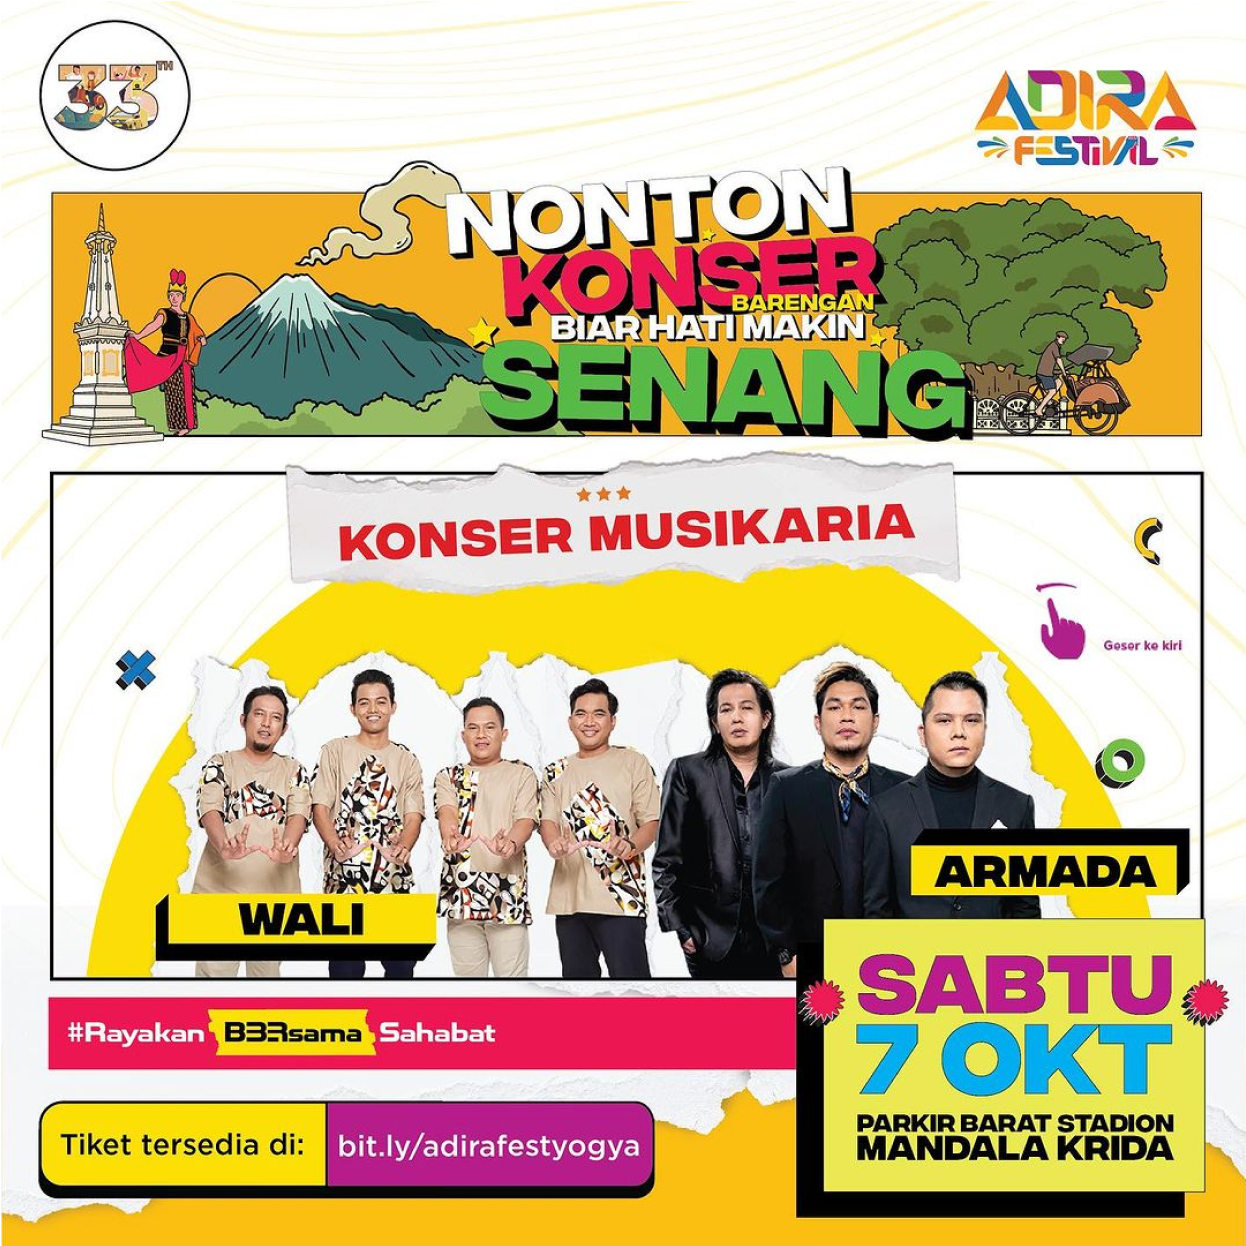 33TH
ADIRA
FESTIVAL
NONTON
KONSER
BARENGAN
BIAR HATI MAKIN
SENANG
KONSER MUSIKARIA
Geser ke kiri
WALI
ARMADA
SABTU
7 OKT
PARKIR BARAT STADION
MANDALA KRIDA
#Rayakan B33Rsama Sahabat
Tiket tersedia di: bit.ly/adirafestyogya